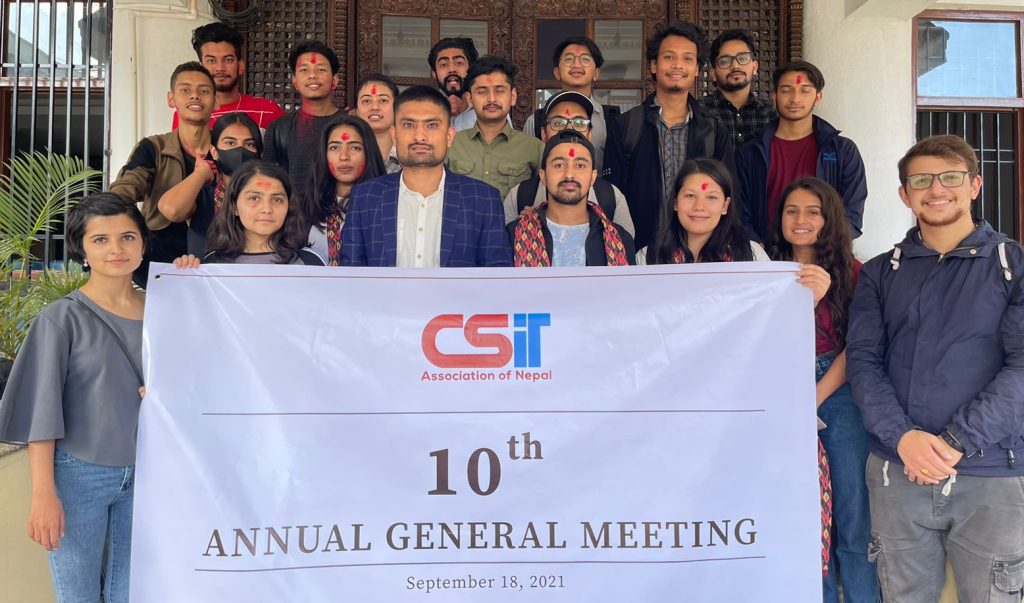 CSiT
Association of Nepal
10th
ANNUAL GENERAL MEETING
September 18, 2021